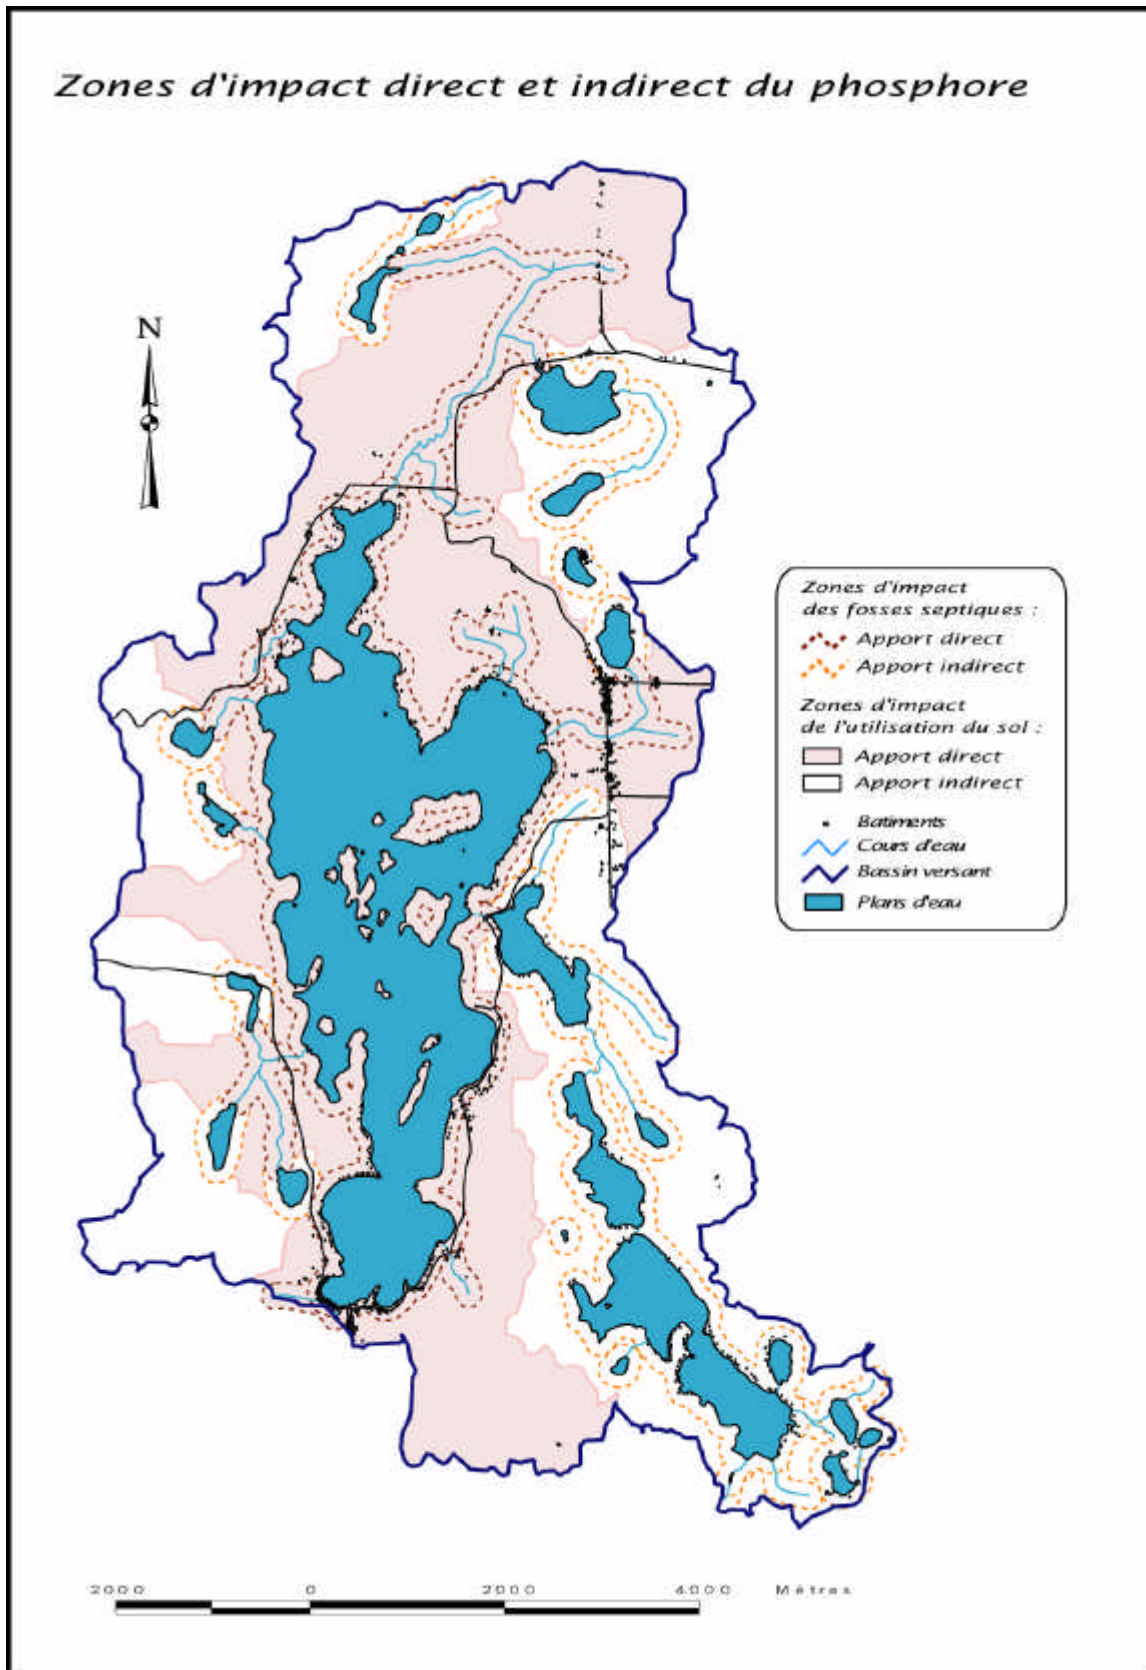 Zones d'impact direct et indirect du phosphore
N
Zones d'impact
des fosses septiques :
Apport direct
Apport indirect
Zones d'impact
de l'utilisation du sol :
Apport direct
Apport indirect
Batiments
Cours d'eau
Bassin versant
Plans d'eau
2000 0 2000 4000 Mètres